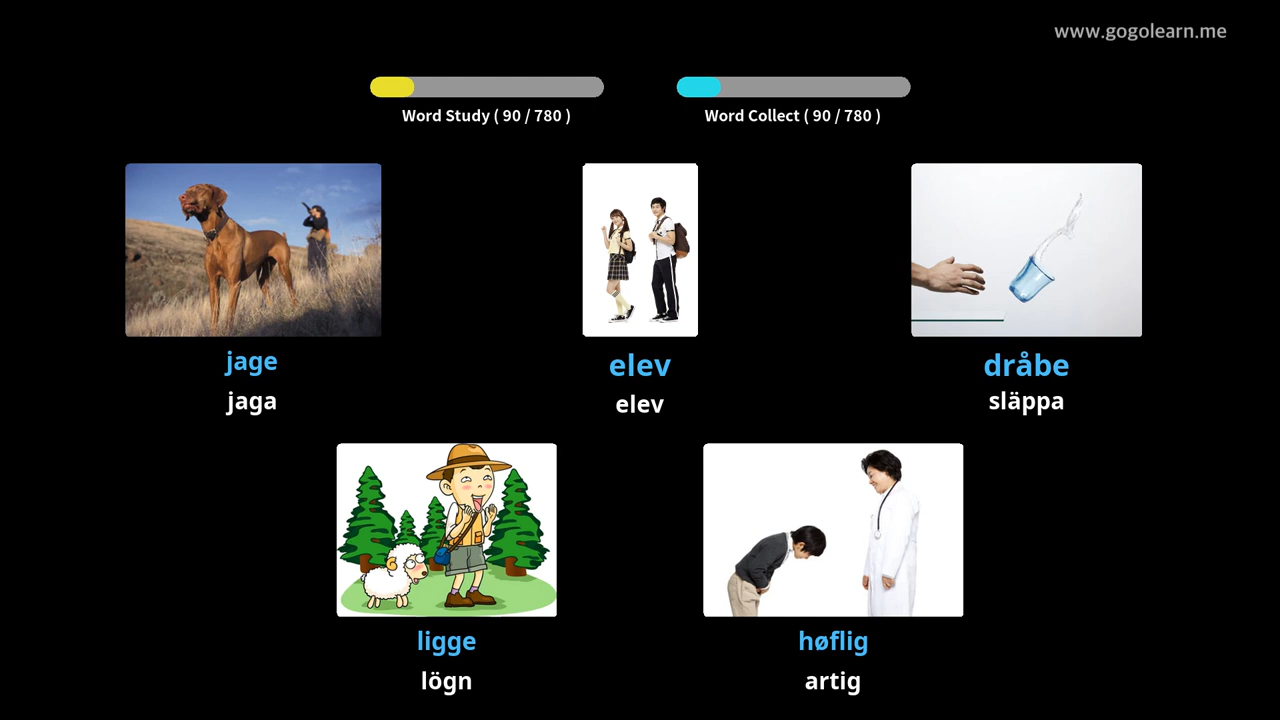 www.gogolearn.me
Word Study ( 90 / 780 )
Word Collect ( 90 / 780 )
jage
jaga
elev
elev
dråbe
släppa
ligge
lögn
høflig
artig